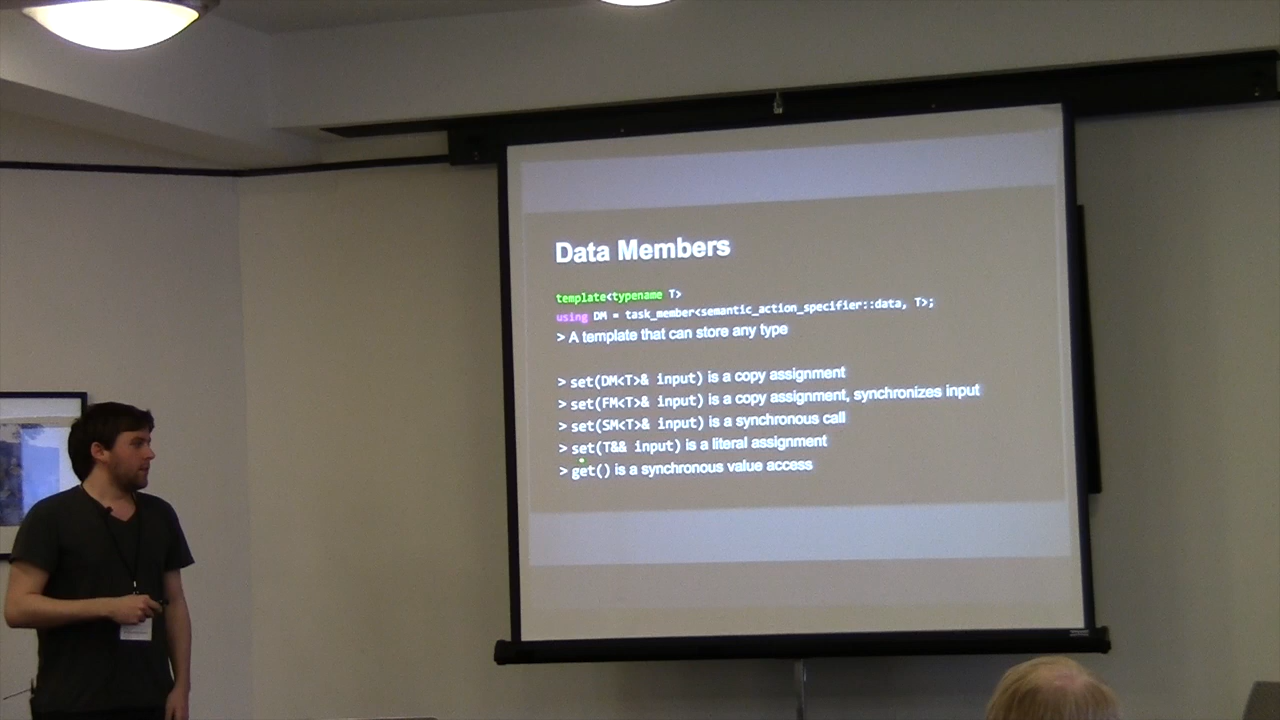 Data Members
template<typename T>
using DM = task_member<semantic_action_specifier::data, T>;
> A template that can store any type
> set(DM<T>& input) is a copy assignment
> set(FM<T>& input) is a copy assignment, synchronizes input
> set(SM<T>& input) is a synchronous call
> set(T&& input) is a literal assignment
> get() is a synchronous value access